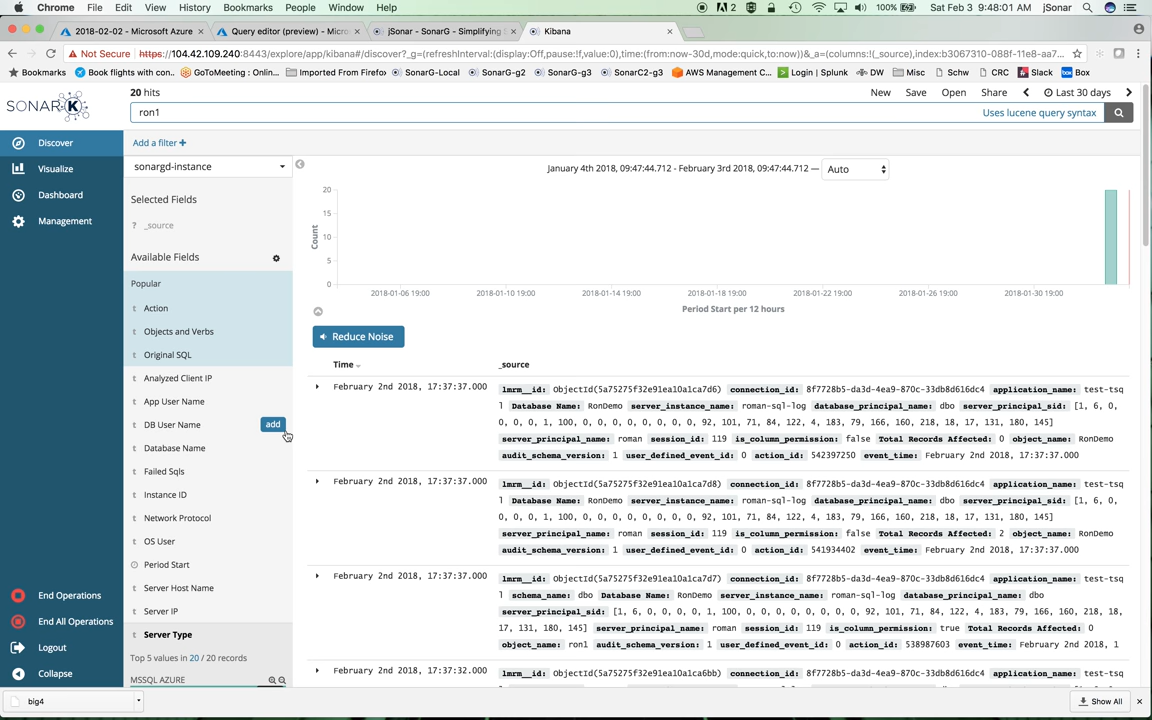 Chrome File Edit View History Bookmarks People Window Help 2 100% Sat Feb 3 9:48:01 AM jSonar
2018-02-02 - Microsoft Azure × Query editor (preview) - Micro × jSonar - SonarG - Simplifying × Kibana ×
Not Secure https://104.42.109.240:8443/explore/app/kibana#/discover?_g=(refreshInterval:(display:Off,pause:!f,value:0),time:(from:now-30d,mode:quick,to:now))&_a=(columns:!(_source),index:b3067310-088f-11e8-aa7...
Bookmarks Book flights with con.. GoToMeeting : Onlin... Imported From Firefo SonarG-Local SonarG-g2 SonarG-g3 SonarC2-g3 AWS Management C... Login | Splunk DW Misc Schw CRC Slack Box
SONAR K
20 hits New Save Open Share Last 30 days
ron1 Uses lucene query syntax
Discover
Visualize
Dashboard
Management
End Operations
End All Operations
Logout
Collapse
Add a filter +
sonargd-instance
Selected Fields
? _source
Available Fields
Popular
t Action
t Objects and Verbs
t Original SQL
t Analyzed Client IP
t App User Name
t DB User Name add
t Database Name
t Failed Sqls
t Instance ID
t Network Protocol
t OS User
Period Start
t Server Host Name
t Server IP
t Server Type
Top 5 values in 20 / 20 records
MSSQL AZURE
January 4th 2018, 09:47:44.712 - February 3rd 2018, 09:47:44.712 — Auto
Count
20
15
10
5
0
2018-01-06 19:00 2018-01-10 19:00 2018-01-14 19:00 2018-01-18 19:00 2018-01-22 19:00 2018-01-26 19:00 2018-01-30 19:00
Period Start per 12 hours
Reduce Noise
Time _source
February 2nd 2018, 17:37:37.000 lmrm__id: ObjectId(5a75275f32e91ea10a1ca7d6) connection_id: 8f7728b5-da3d-4ea9-870c-33db8d616dc4 application_name: test-tsq
l Database Name: RonDemo server_instance_name: roman-sql-log database_principal_name: dbo server_principal_sid: [1, 6, 0,
0, 0, 0, 1, 100, 0, 0, 0, 0, 0, 0, 0, 0, 92, 101, 71, 84, 122, 4, 183, 79, 166, 160, 218, 18, 17, 131, 180, 145]
server_principal_name: roman session_id: 119 is_column_permission: false Total Records Affected: 0 object_name: RonDemo
audit_schema_version: 1 user_defined_event_id: 0 action_id: 542397250 event_time: February 2nd 2018, 17:37:37.000
February 2nd 2018, 17:37:37.000 lmrm__id: ObjectId(5a75275f32e91ea10a1ca7d8) connection_id: 8f7728b5-da3d-4ea9-870c-33db8d616dc4 application_name: test-tsq
l Database Name: RonDemo server_instance_name: roman-sql-log database_principal_name: dbo server_principal_sid: [1, 6, 0,
0, 0, 0, 1, 100, 0, 0, 0, 0, 0, 0, 0, 0, 92, 101, 71, 84, 122, 4, 183, 79, 166, 160, 218, 18, 17, 131, 180, 145]
server_principal_name: roman session_id: 119 is_column_permission: false Total Records Affected: 2 object_name: RonDemo
audit_schema_version: 1 user_defined_event_id: 0 action_id: 541934402 event_time: February 2nd 2018, 17:37:37.000
February 2nd 2018, 17:37:37.000 lmrm__id: ObjectId(5a75275f32e91ea10a1ca7d7) connection_id: 8f7728b5-da3d-4ea9-870c-33db8d616dc4 application_name: test-tsq
l schema_name: dbo Database Name: RonDemo server_instance_name: roman-sql-log database_principal_name: dbo
server_principal_sid: [1, 6, 0, 0, 0, 0, 1, 100, 0, 0, 0, 0, 0, 0, 0, 0, 92, 101, 71, 84, 122, 4, 183, 79, 166, 160, 218, 18,
17, 131, 180, 145] server_principal_name: roman session_id: 119 is_column_permission: true Total Records Affected: 0
object_name: ron1 audit_schema_version: 1 user_defined_event_id: 0 action_id: 538987603 event_time: February 2nd 2018, 1
February 2nd 2018, 17:37:32.000 lmrm__id: ObjectId(5a75275f32e91ea10a1ca6bb) connection_id: 8f7728b5-da3d-4ea9-870c-33db8d616dc4 application_name: test-tsq
big4 Show All